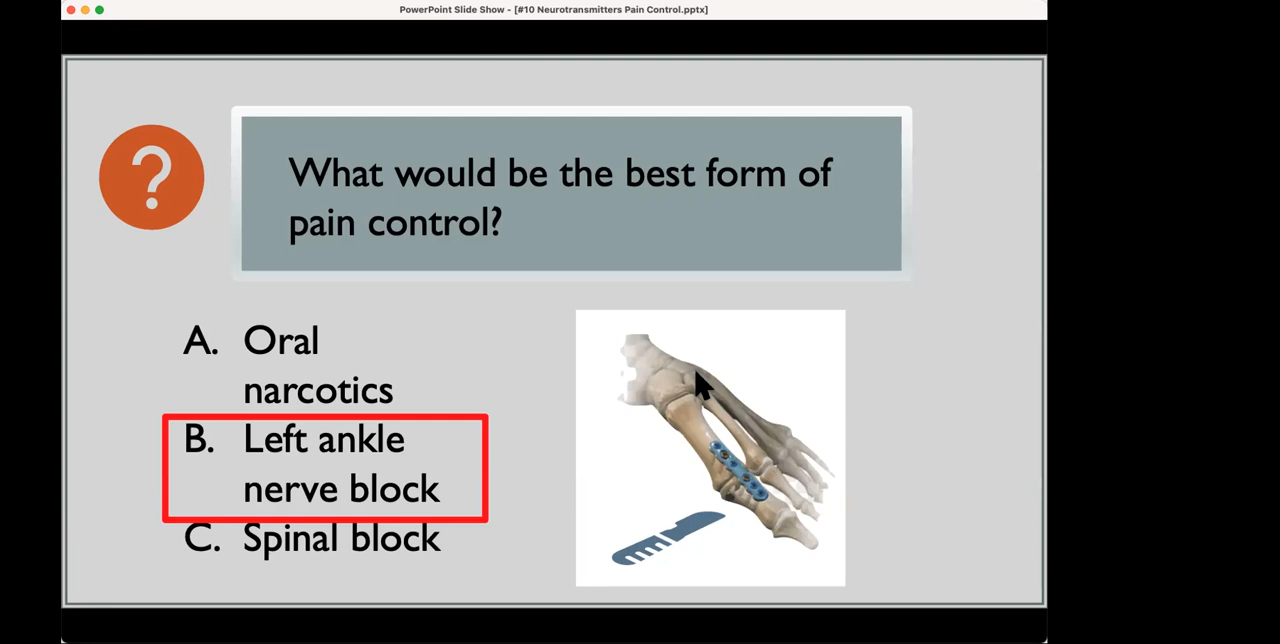 PowerPoint Slide Show - [#10 Neurotransmitters Pain Control.pptx]
?
What would be the best form of
pain control?
A. Oral
narcotics
B. Left ankle
nerve block
C. Spinal block